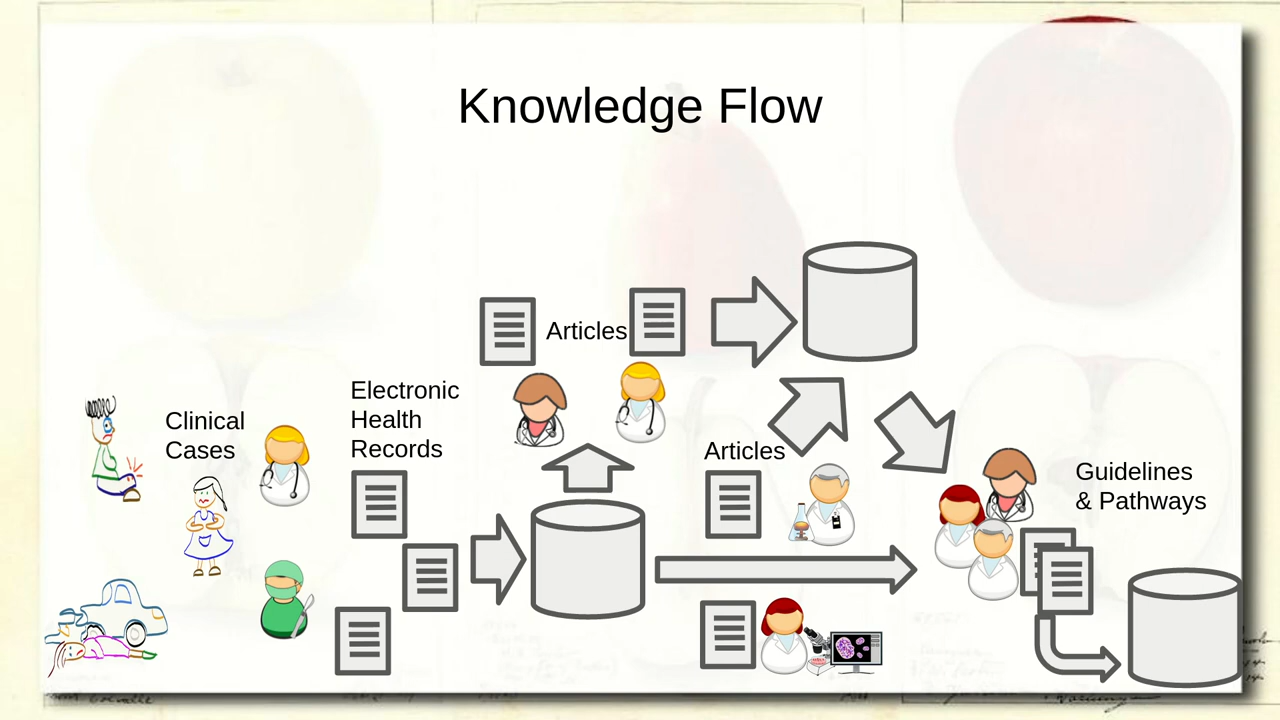 Knowledge Flow
Articles
Electronic
Health
Records
Clinical
Cases
Articles
Guidelines
& Pathways